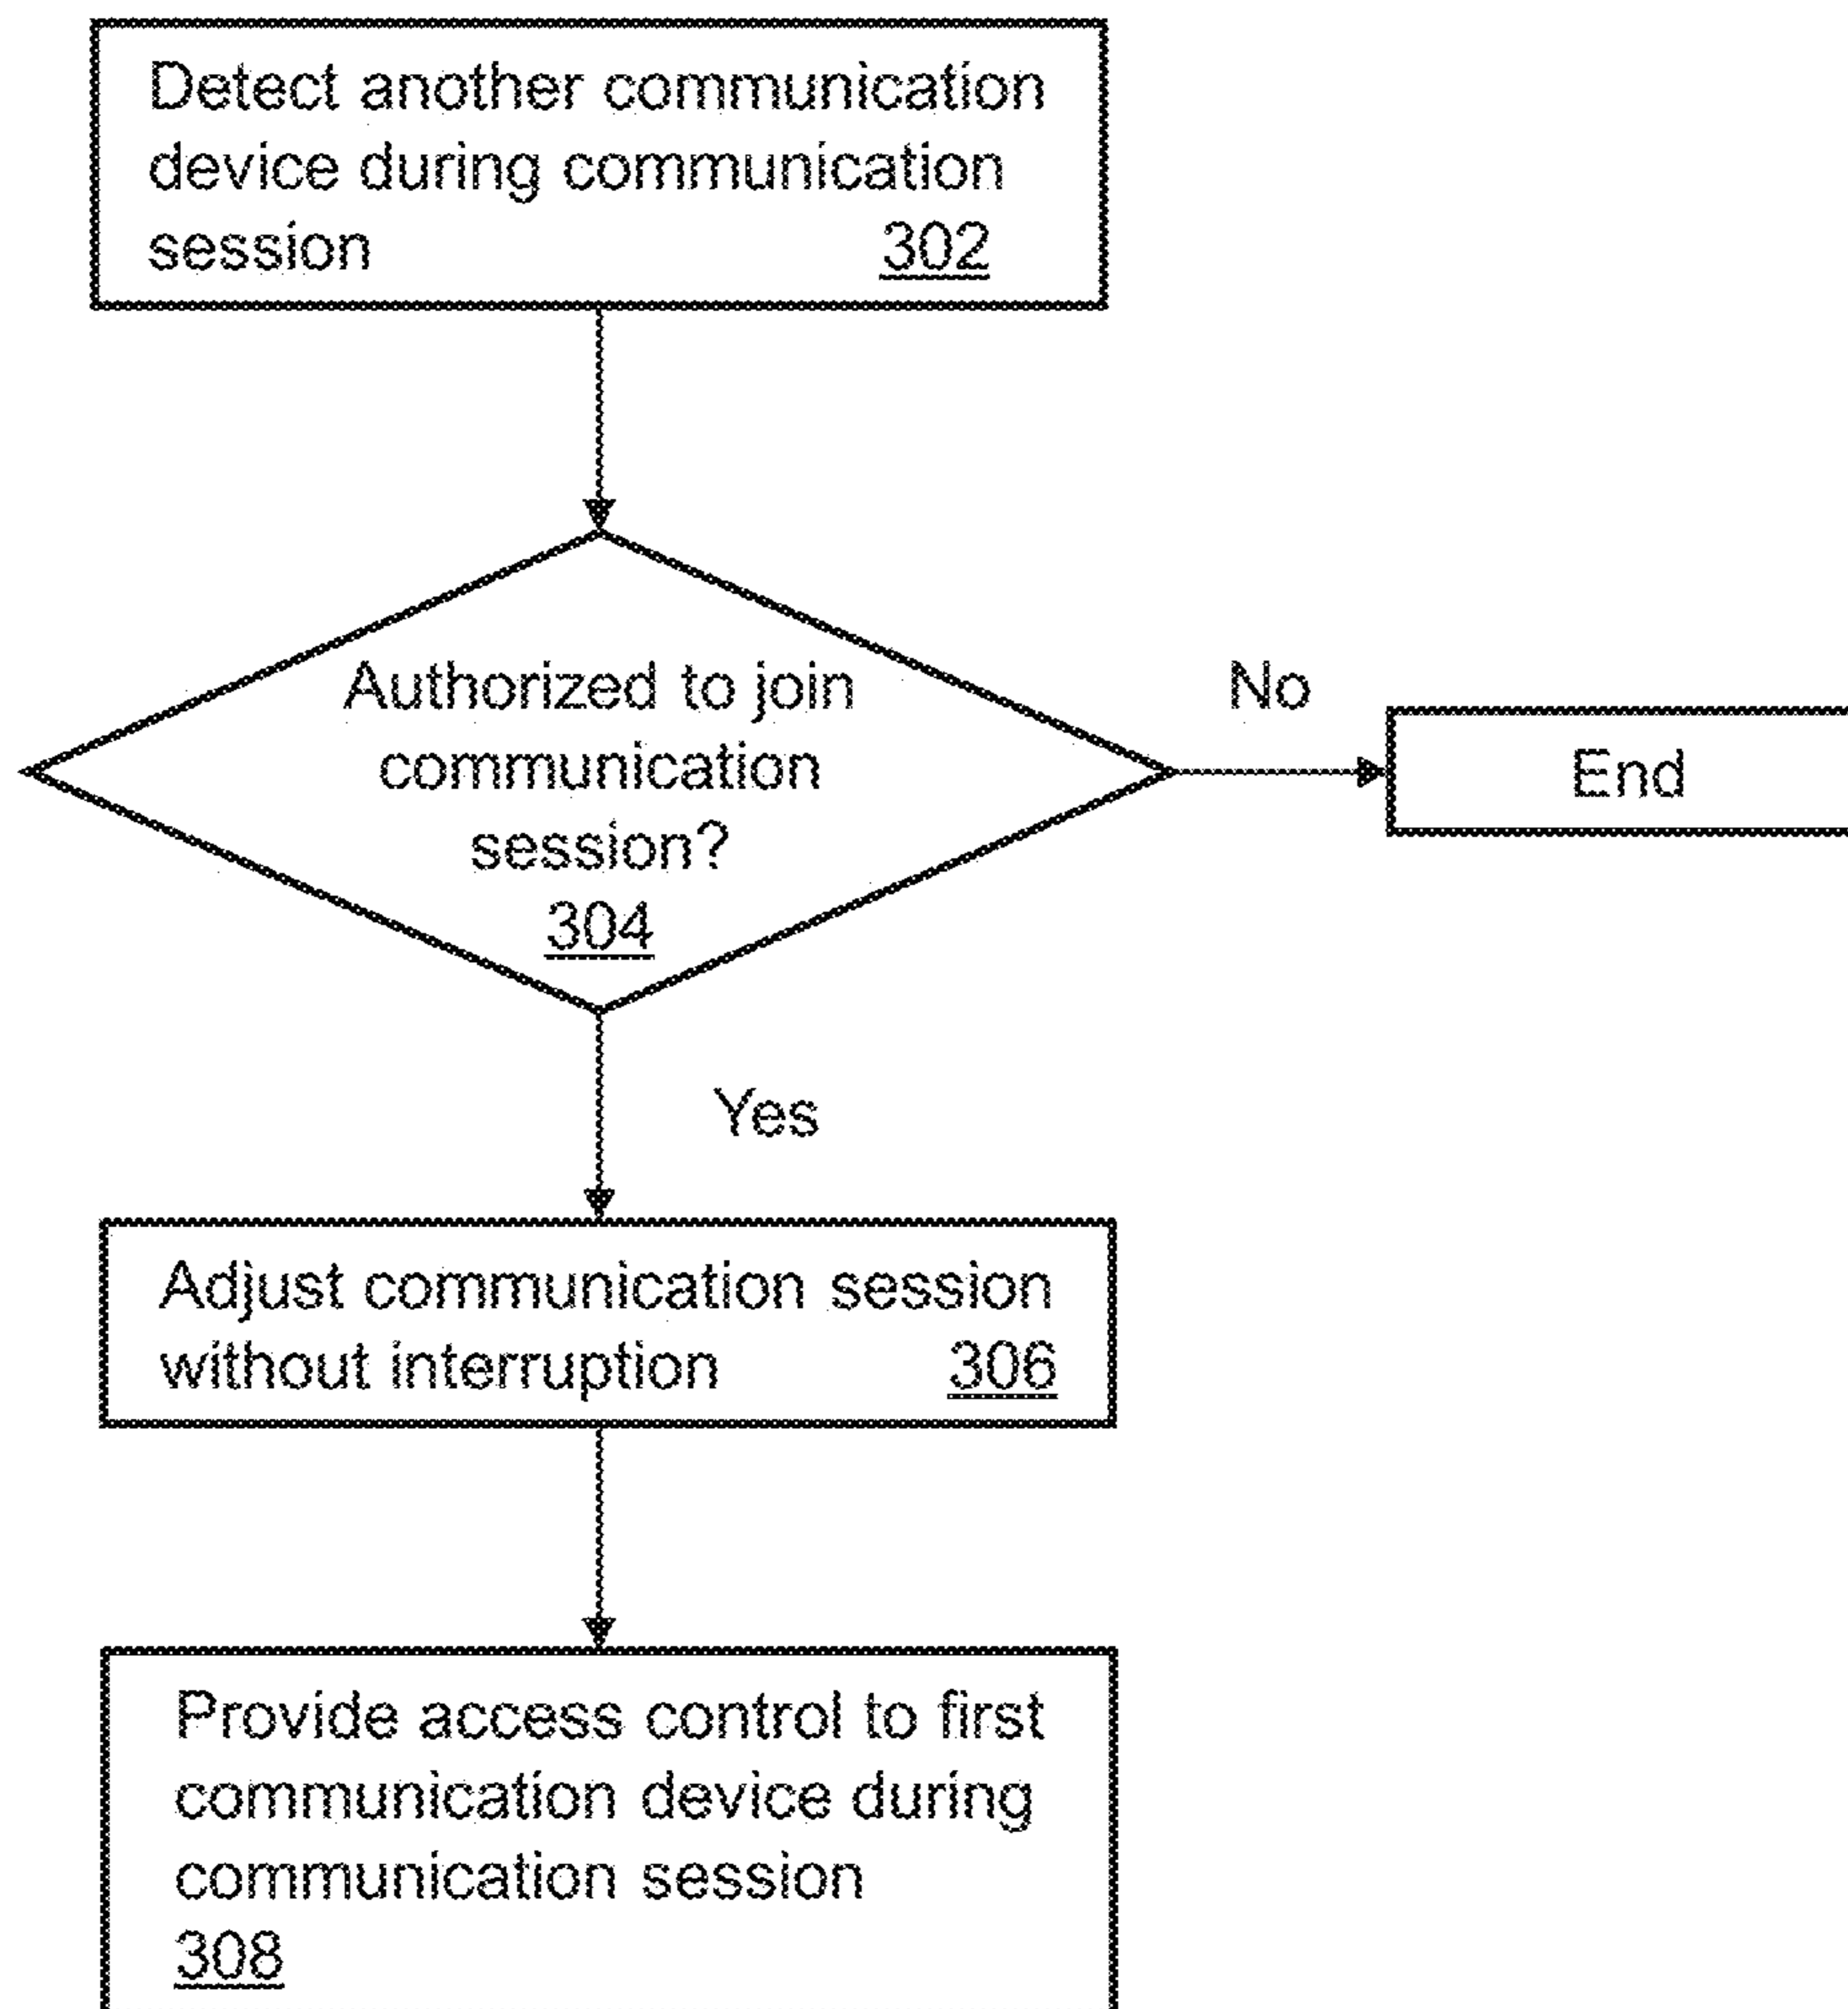 Detect another communication
device during communication
session 302
Authorized to join
communication
session?
304
No
End
Yes
Adjust communication session
without interruption 306
Provide access control to first
communication device during
communication session
308